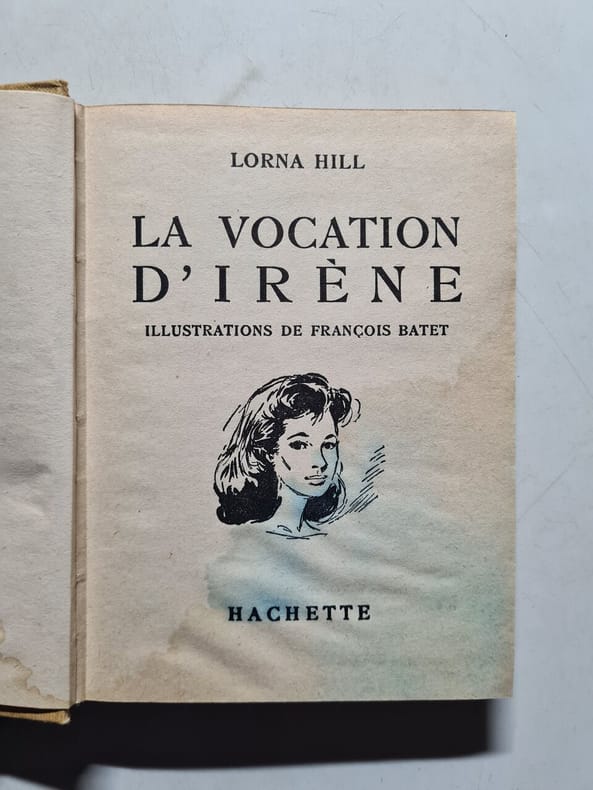 LORNA HILL
LA VOCATION
D'IRÈNE
ILLUSTRATIONS DE FRANÇOIS BATET
HACHETTE